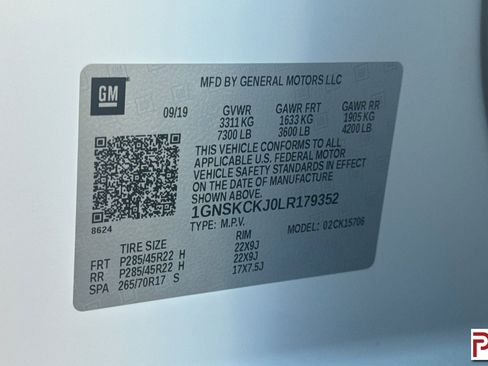 GM
MFD BY GENERAL MOTORS LLC
09/19 GVWR GAWR FRT GAWR RR
3311 KG 1633 KG 1905 KG
7300 LB 3600 LB 4200 LB
THIS VEHICLE CONFORMS TO ALL
APPLICABLE U.S. FEDERAL MOTOR
VEHICLE SAFETY STANDARDS IN EFFECT
ON THE DATE OF MANUFACTURE
SHOWN ABOVE.
8624
1GNSKCKJ0LR179352
TYPE: M.P.V. MODEL: 02CK15706
TIRE SIZE RIM
FRT P285/45R22 H 22X9J
RR P285/45R22 H 22X9J
SPA 265/70R17 S 17X7.5J
P